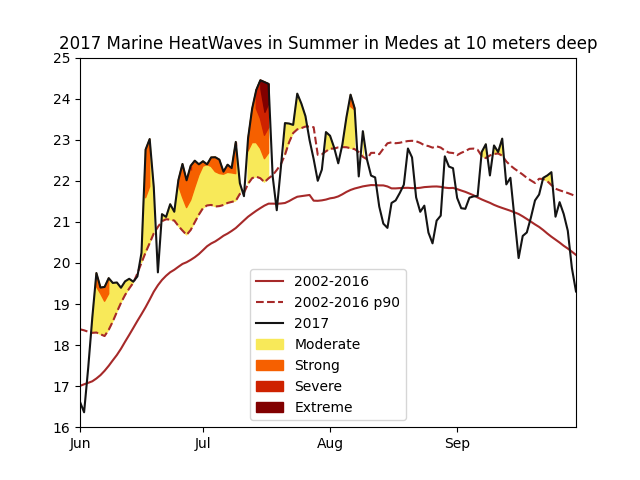 2017 Marine HeatWaves in Summer in Medes at 10 meters deep
25
24
23
22
21
20
19
18
17
16
Jun Jul Aug Sep
2002-2016
2002-2016 p90
2017
Moderate
Strong
Severe
Extreme